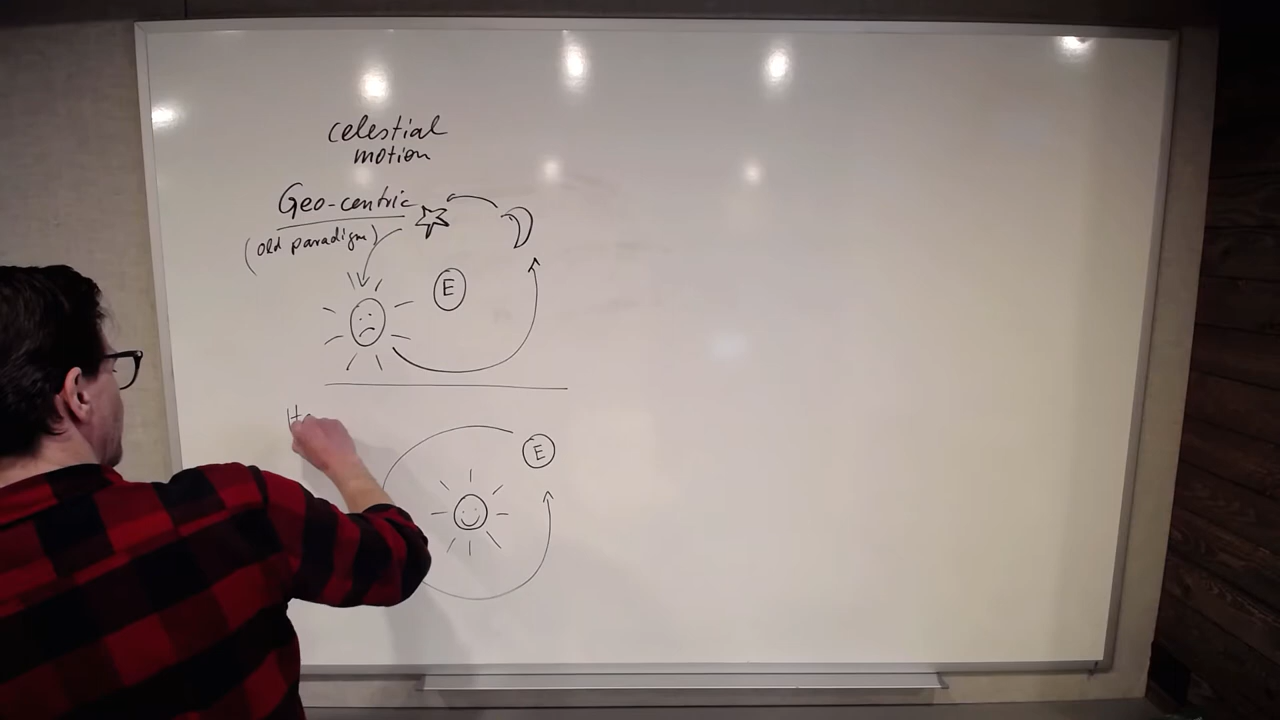 celestial
motion
Geo-centric
(old paradigm)
E
E